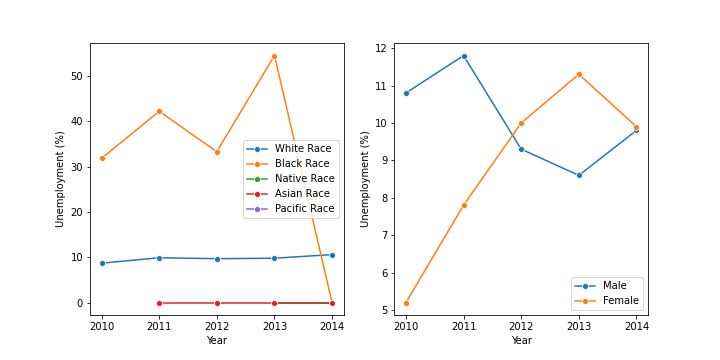 50
40
30
20
10
0
Unemployment (%)
2010 2011 2012 2013 2014
Year
White Race
Black Race
Native Race
Asian Race
Pacific Race
12
11
10
9
8
7
6
5
Unemployment (%)
2010 2011 2012 2013 2014
Year
Male
Female